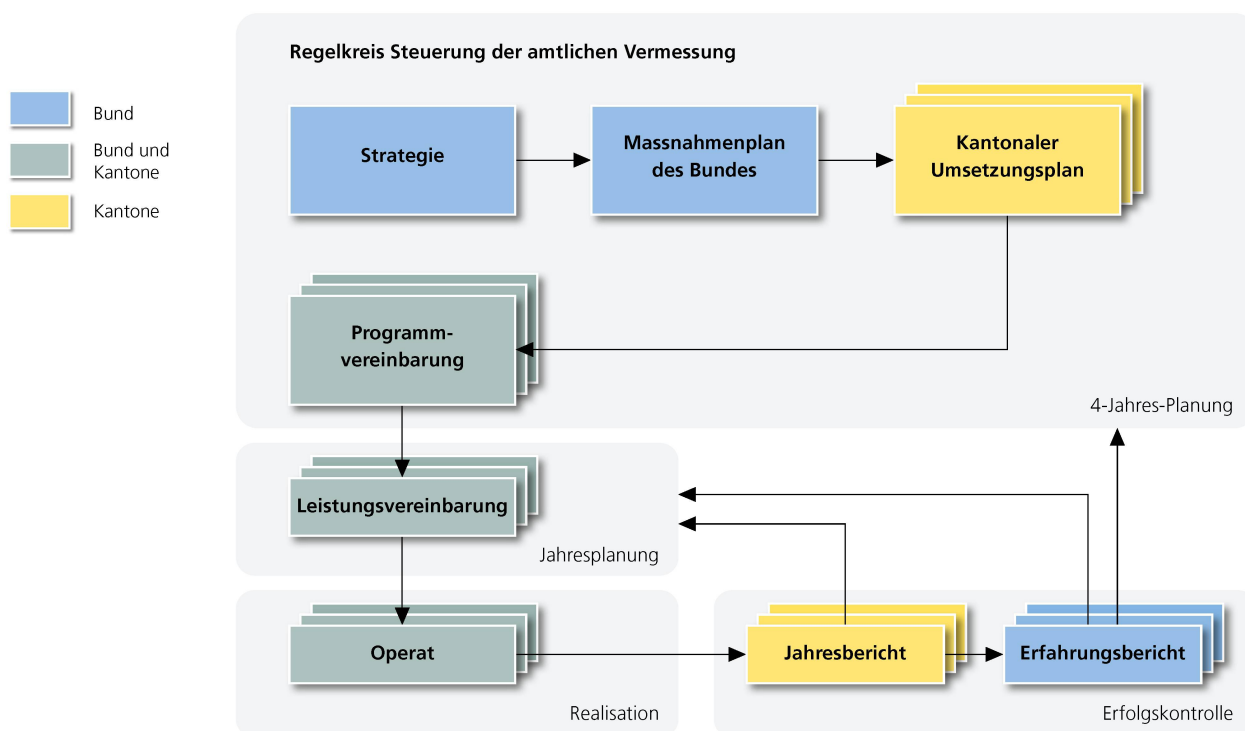 Regelkreis Steuerung der amtlichen Vermessung
Bund
Bund und
Kantone
Kantone
Strategie
Massnahmenplan
des Bundes
Kantonaler
Umsetzungsplan
Programm-
vereinbarung
4-Jahres-Planung
Leistungsvereinbarung
Jahresplanung
Operat
Realisation
Jahresbericht
Erfahrungsbericht
Erfolgskontrolle